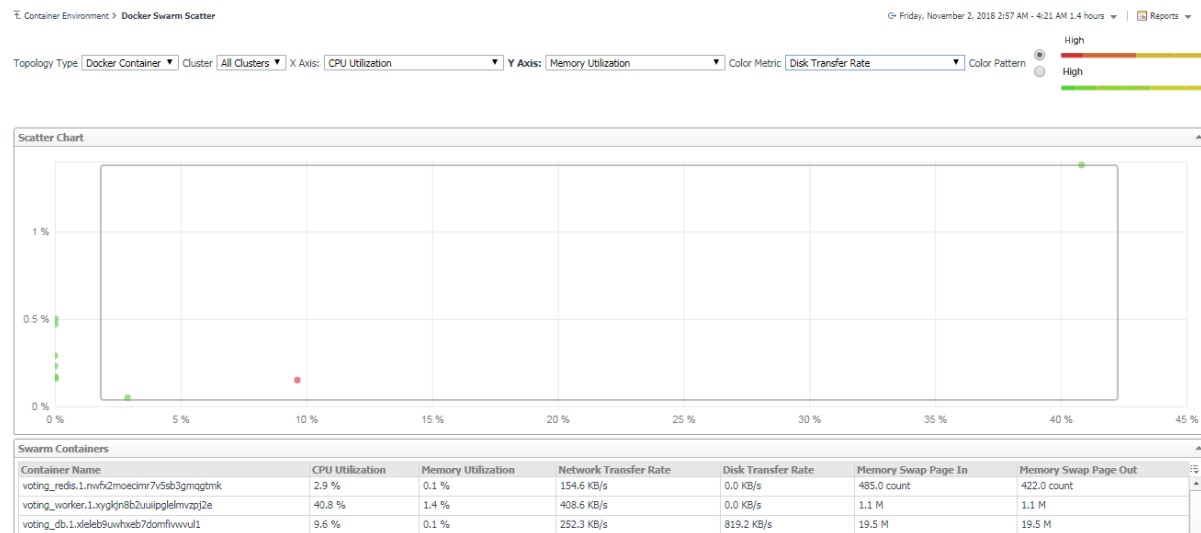 Container Environment > Docker Swarm Scatter
Friday, November 2, 2018 2:57 AM - 4:21 AM 1.4 hours | Reports
High
Topology Type Docker Container Cluster All Clusters X Axis: CPU Utilization Y Axis: Memory Utilization Color Metric Disk Transfer Rate Color Pattern
High
Scatter Chart
1 %
0.5 %
0 %
0 % 5 % 10 % 15 % 20 % 25 % 30 % 35 % 40 % 45 %
Swarm Containers
Container Name CPU Utilization Memory Utilization Network Transfer Rate Disk Transfer Rate Memory Swap Page In Memory Swap Page Out
voting_redis.1.nwfx2moecimr7v5sb3gmqgtmk 2.9 % 0.1 % 154.6 KB/s 0.0 KB/s 485.0 count 422.0 count
voting_worker.1.xygkjn8b2uuiipglelmvzpj2e 40.8 % 1.4 % 408.6 KB/s 0.0 KB/s 1.1 M 1.1 M
voting_db.1.xleleb9uwhxeb7domfivwvul1 9.6 % 0.1 % 252.3 KB/s 819.2 KB/s 19.5 M 19.5 M